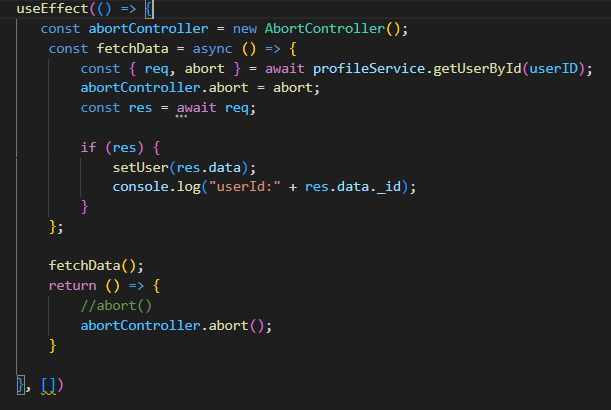 useEffect(() => {
const abortController = new AbortController();
const fetchData = async () => {
const { req, abort } = await profileService.getUserById(userID);
abortController.abort = abort;
const res = await req;
if (res) {
setUser(res.data);
console.log("userId:" + res.data._id);
}
};
fetchData();
return () => {
//abort()
abortController.abort();
}
}, [])